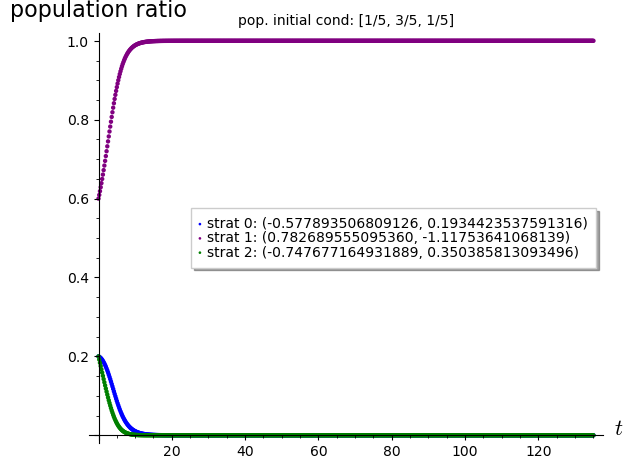 population ratio
pop. initial cond: [1/5, 3/5, 1/5]
1.0
0.8
0.6
strat 0: (-0.577893506809126, 0.1934423537591316)
strat 1: (0.782689555095360, -1.11753641068139)
strat 2: (-0.747677164931889, 0.350385813093496)
0.4
0.2
t
20 40 60 80 100 120